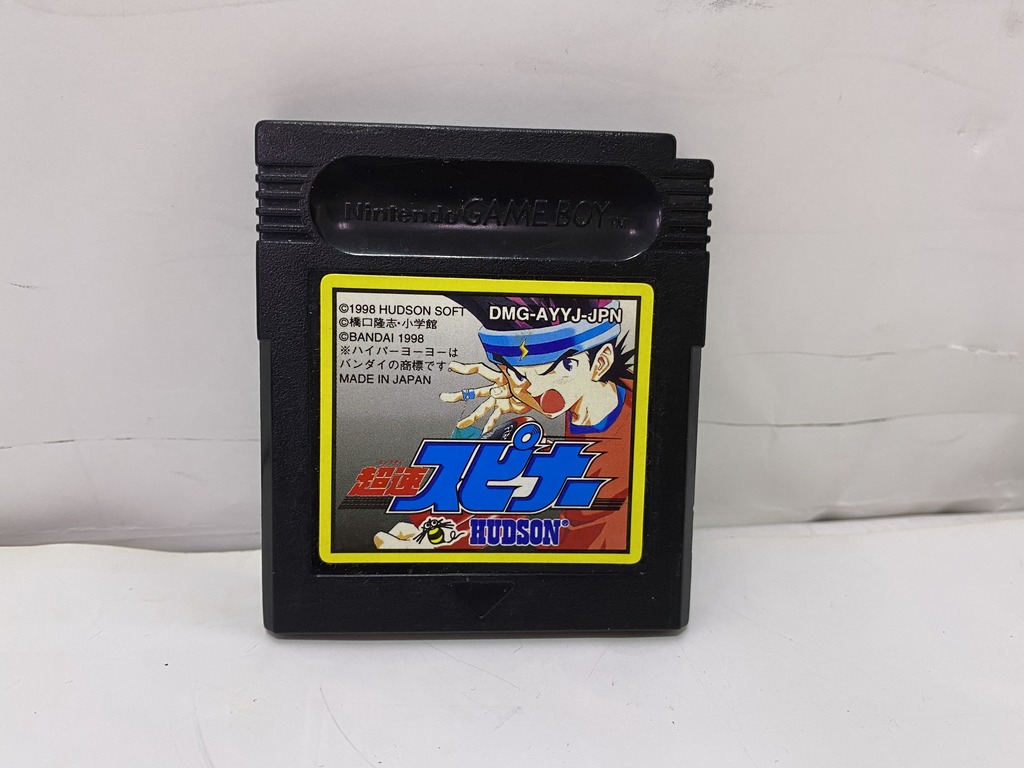 Nintendo GAME BOY TM
©1998 HUDSON SOFT
DMG-AYYJ-JPN
©橋口隆志・小学館
©BANDAI 1998
※ハイパーヨーヨーは
バンダイの商標です。
MADE IN JAPAN
超速スピナー
HUDSON®